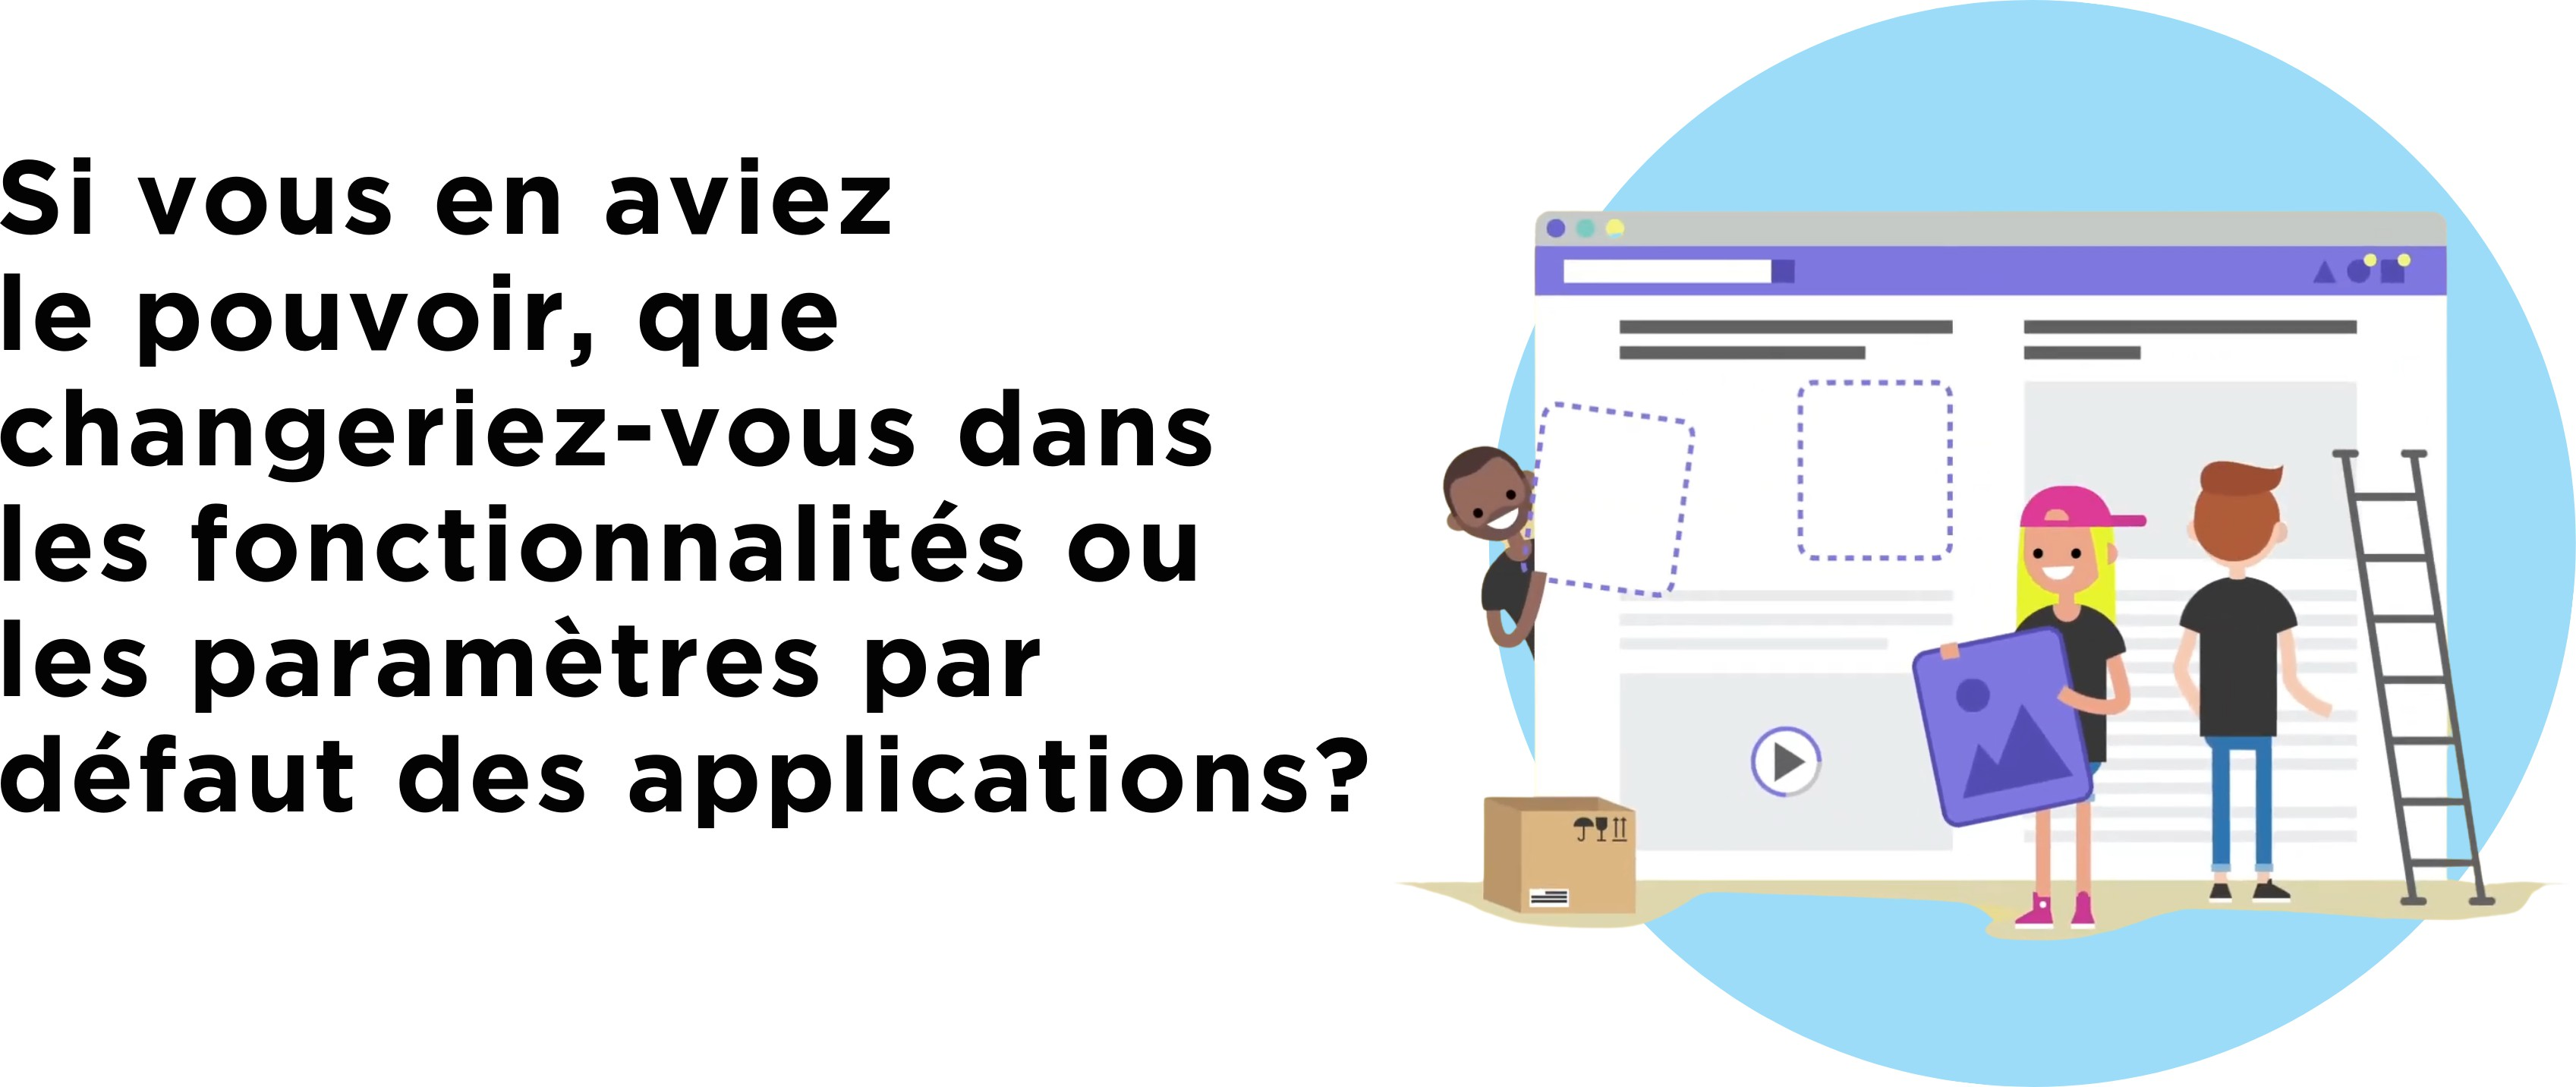 Si vous en aviez
le pouvoir, que
changeriez-vous dans
les fonctionnalités ou
les paramètres par
défaut des applications?